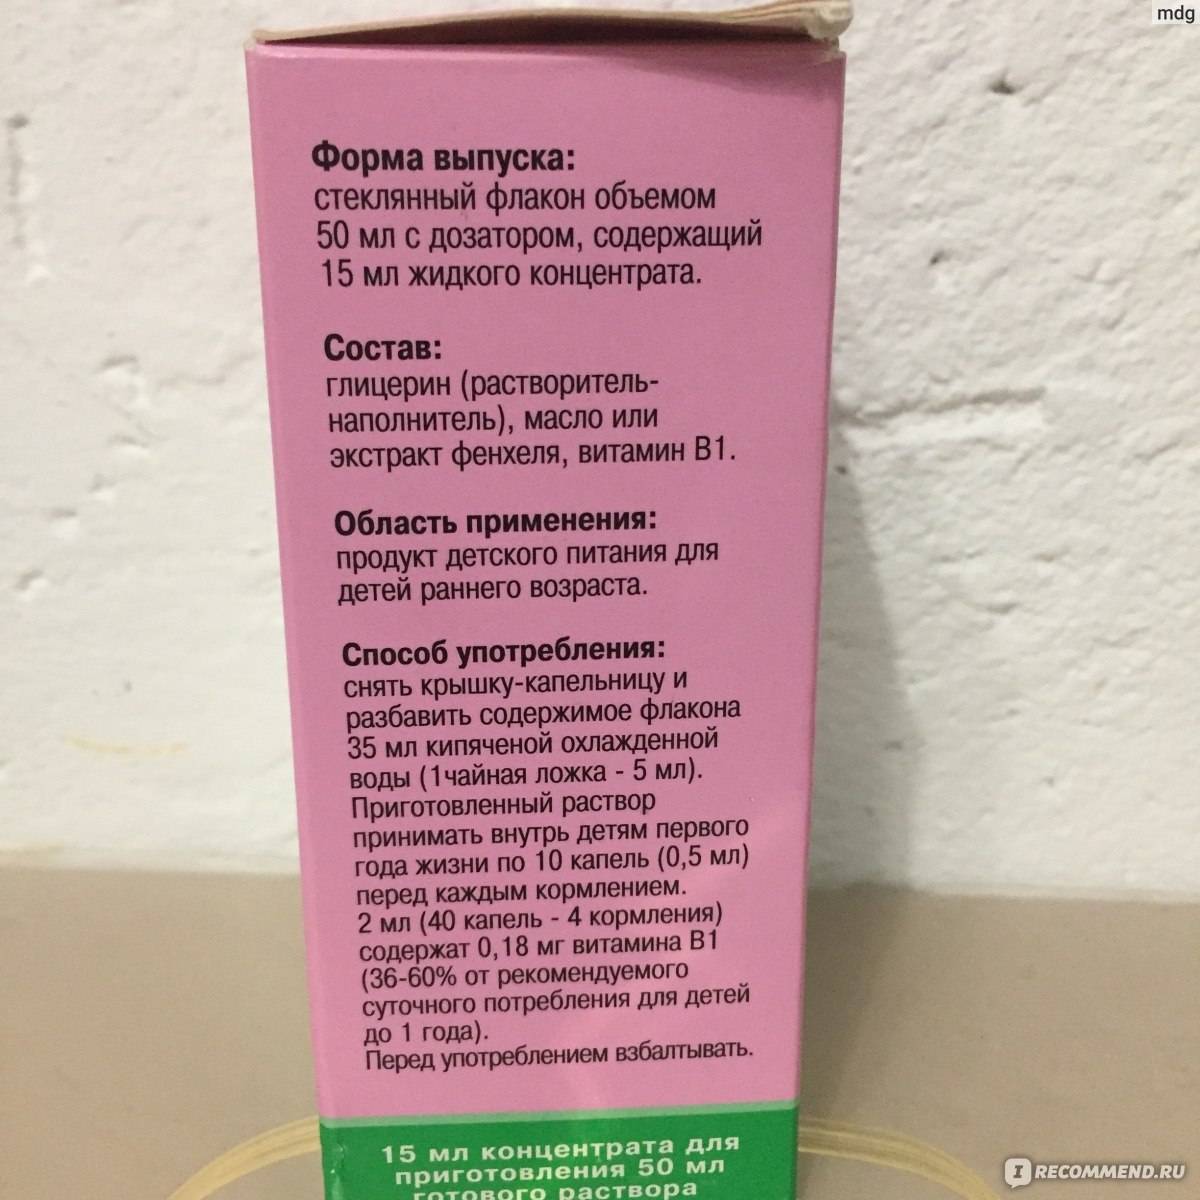 mdg
Форма выпуска:
стеклянный флакон объемом
50 мл с дозатором, содержащий
15 мл жидкого концентрата.
Состав:
глицерин (растворитель-
наполнитель), масло или
экстракт фенхеля, витамин В1.
Область применения:
продукт детского питания для
детей раннего возраста.
Способ употребления:
снять крышку-капельницу и
разбавить содержимое флакона
35 мл кипяченой охлажденной
воды (1чайная ложка - 5 мл).
Приготовленный раствор
принимать внутрь детям первого
года жизни по 10 капель (0,5 мл)
перед каждым кормлением.
2 мл (40 капель - 4 кормления)
содержат 0,18 мг витамина В1
(36-60% от рекомендуемого
суточного потребления для детей
до 1 года).
Перед употреблением взбалтывать.
15 мл концентрата для
приготовления 50 мл
готового раствора
IRECOMMEND.RU